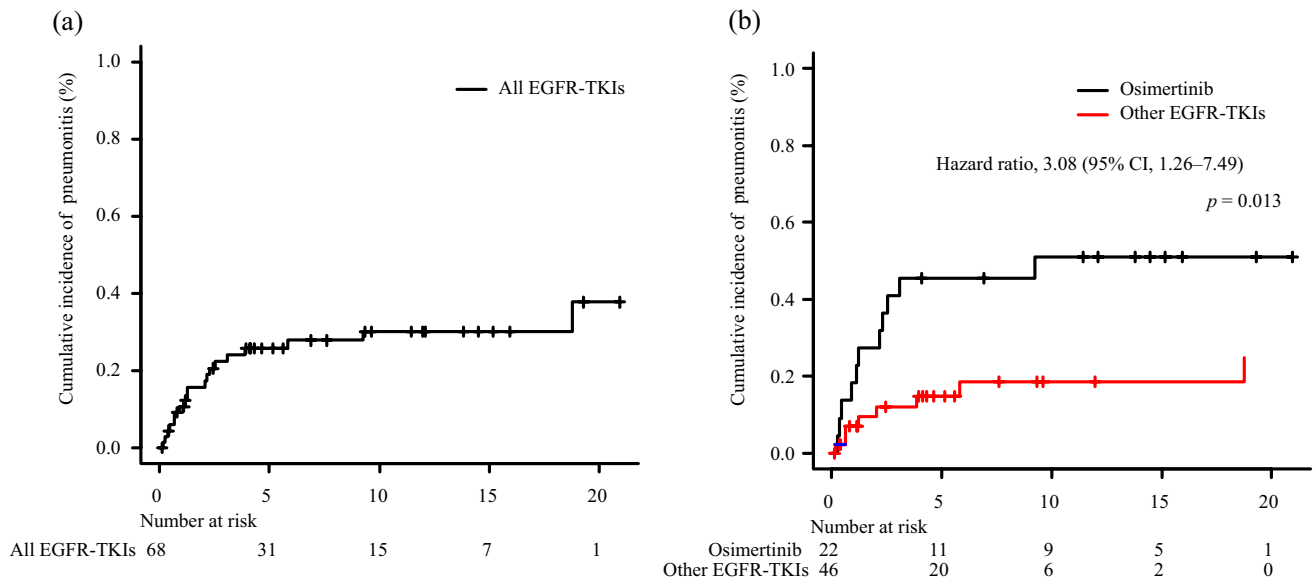 (a)
Cumulative incidence of pneumonitis (%)
1.0
0.8
0.6
0.4
0.2
0.0
All EGFR-TKIs
0 5 10 15 20
Number at risk
All EGFR-TKIs 68 31 15 7 1
(b)
Cumulative incidence of pneumonitis (%)
1.0
0.8
0.6
0.4
0.2
0.0
Osimertinib
Other EGFR-TKIs
Hazard ratio, 3.08 (95% CI, 1.26–7.49)
p = 0.013
0 5 10 15 20
Number at risk
Osimertinib 22 11 9 5 1
Other EGFR-TKIs 46 20 6 2 0